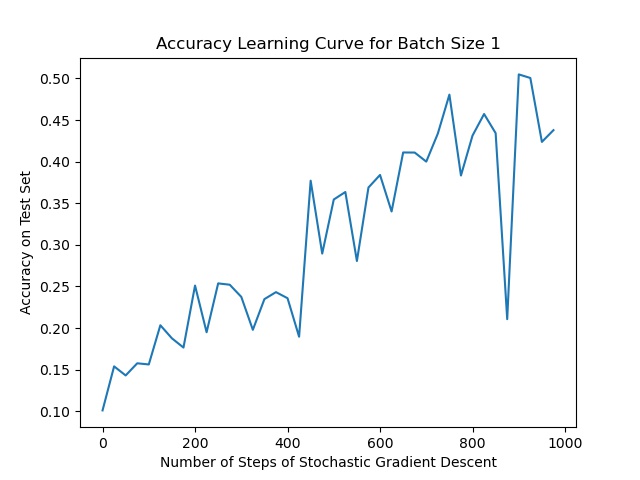 Accuracy Learning Curve for Batch Size 1
0.50
0.45
0.40
0.35
0.30
0.25
0.20
0.15
0.10
Accuracy on Test Set
0 200 400 600 800 1000
Number of Steps of Stochastic Gradient Descent